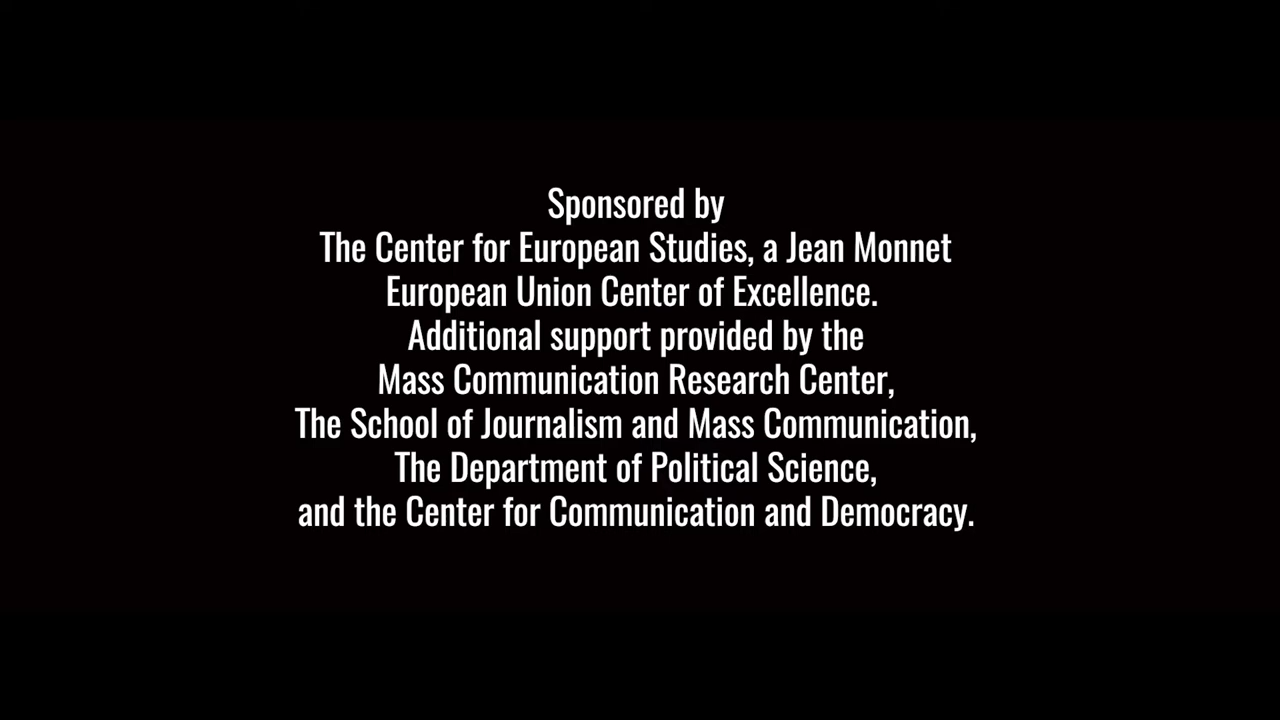 Sponsored by
The Center for European Studies, a Jean Monnet
European Union Center of Excellence.
Additional support provided by the
Mass Communication Research Center,
The School of Journalism and Mass Communication,
The Department of Political Science,
and the Center for Communication and Democracy.